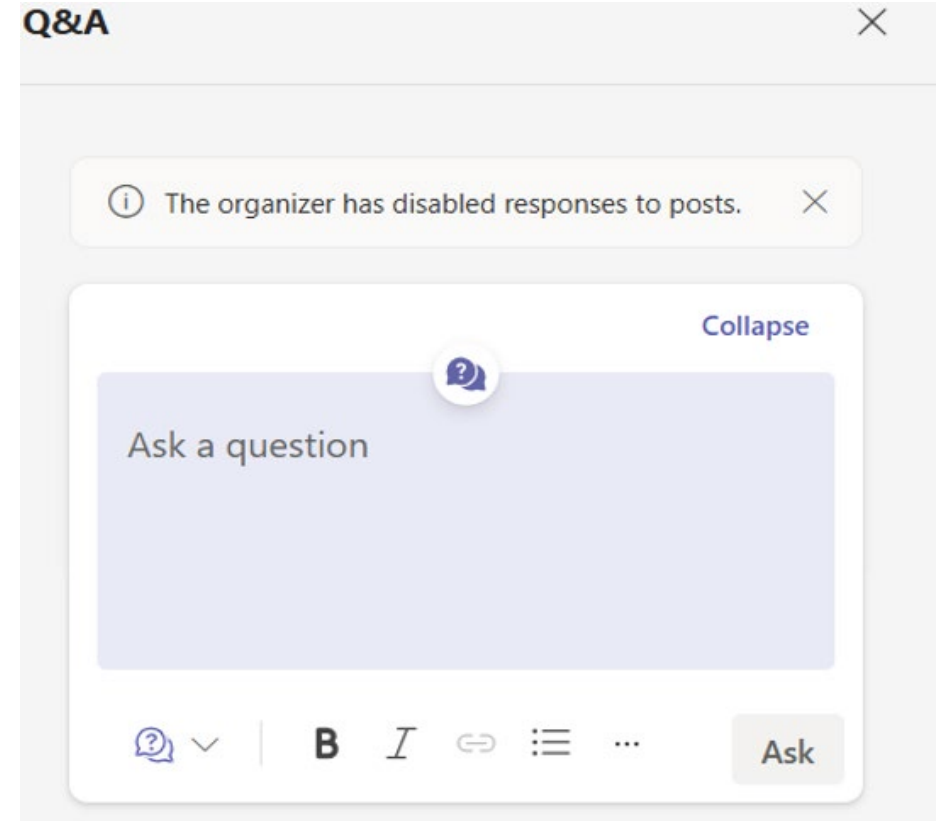 Q&A
The organizer has disabled responses to posts.
Collapse
Ask a question
B I ... Ask